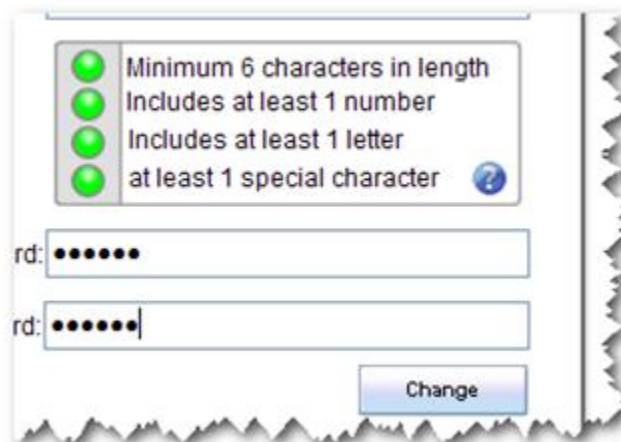 Minimum 6 characters in length
Includes at least 1 number
Includes at least 1 letter
at least 1 special character ?
rd: ••••••
rd: ••••••
Change